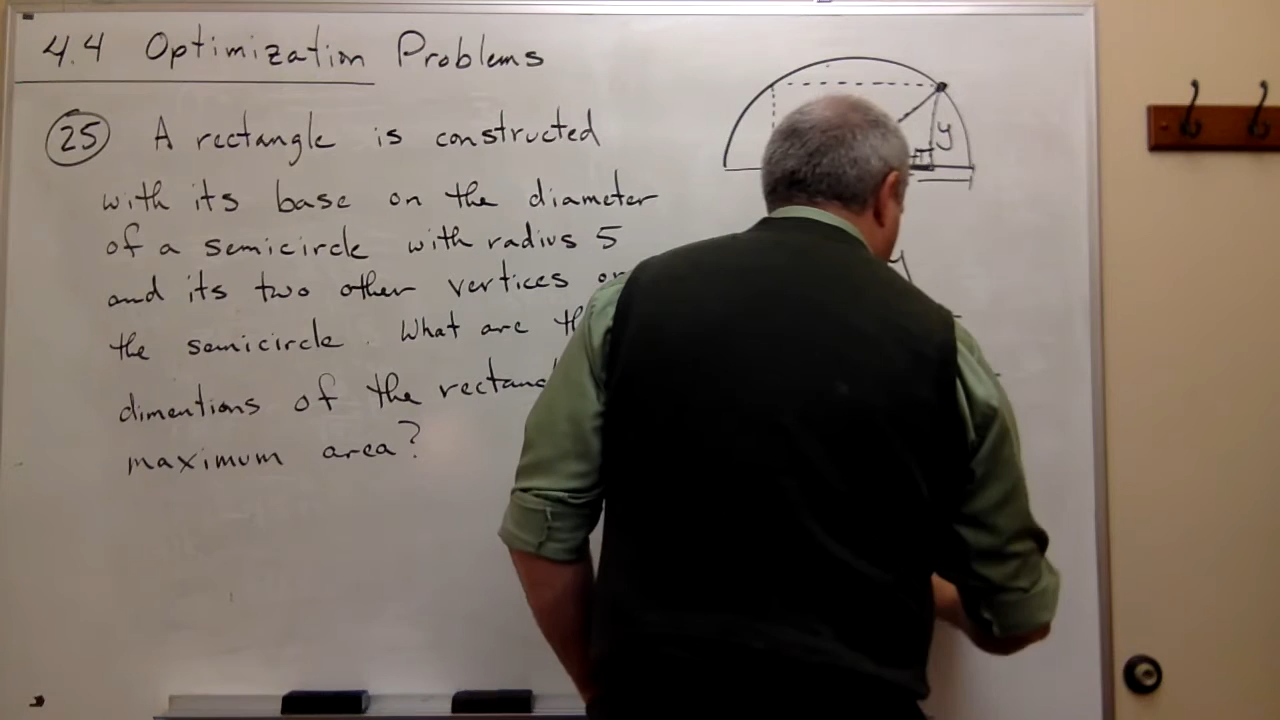 4.4 Optimization Problems
25 A rectangle is constructed
with its base on the diameter
of a semicircle with radius 5
and its two other vertices
the semicircle. What are
dimentions of the
maximum area?
y
y